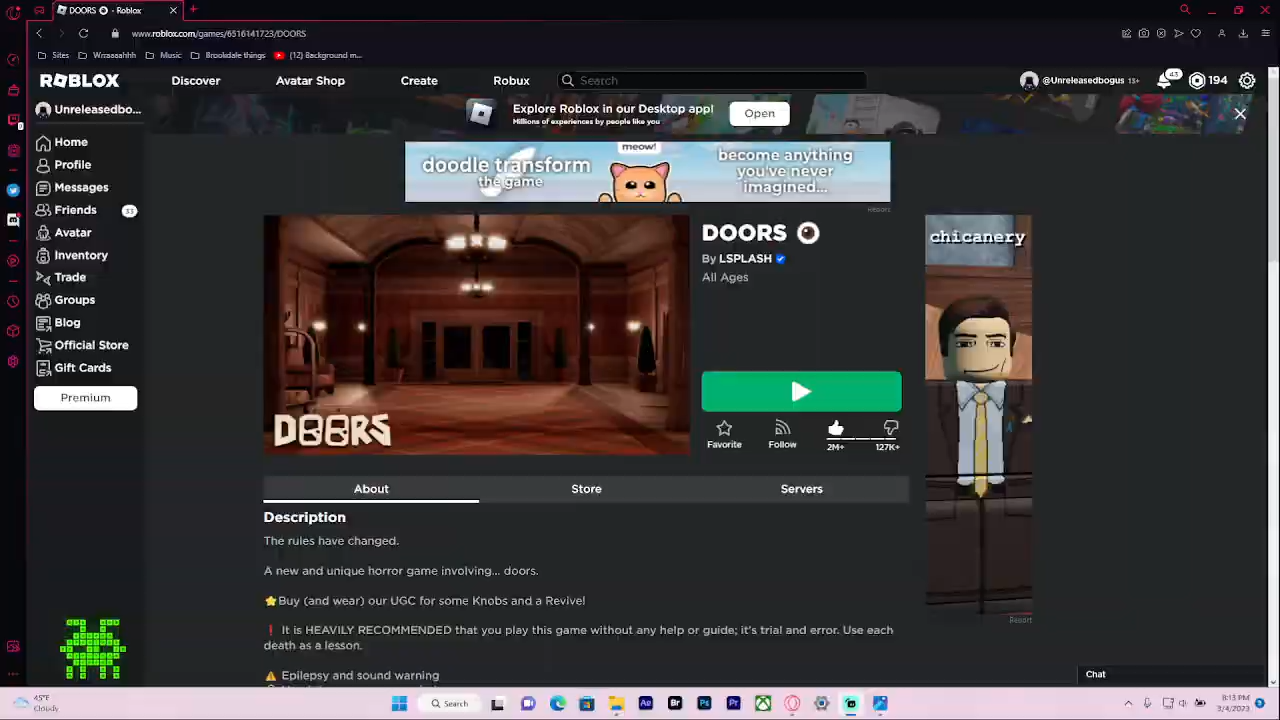 DOORS - Roblox
www.roblox.com/games/6516141723/DOORS
Sites
Wraaaahhh
Music
Brookdale things
(12) Background m...
ROBLOX
Discover
Avatar Shop
Create
Robux
Search
@Unreleasedbogus 13+
43
194
Explore Roblox in our Desktop app!
Millions of experiences by people like you
Open
Unreleasedbo...
Home
Profile
Messages
Friends
33
Avatar
Inventory
Trade
Groups
Blog
Official Store
Gift Cards
Premium
doodle transform
the game
meow!
become anything
you've never
imagined...
Report
DOORS
DOORS
By LSPLASH
All Ages
Favorite
Follow
2M+
127K+
chicanery
Report
About
Store
Servers
Description
The rules have changed.
A new and unique horror game involving... doors.
Buy (and wear) our UGC for some Knobs and a Revive!
It is HEAVILY RECOMMENDED that you play this game without any help or guide; it's trial and error. Use each
death as a lesson.
Epilepsy and sound warning
Chat
45°F
Cloudy
Search
Ae
Br
Ps
Pr
8:13 PM
3/4/2023